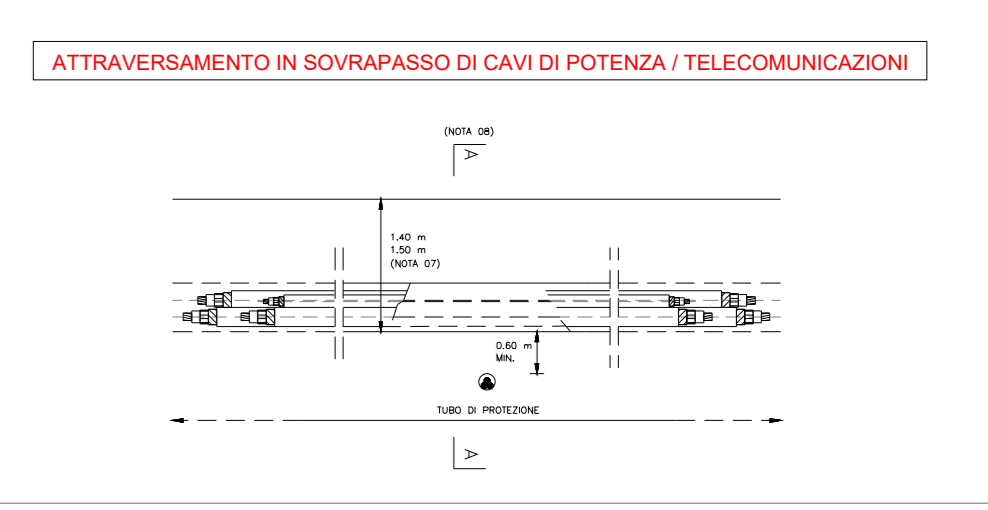 ATTRAVERSAMENTO IN SOVRAPASSO DI CAVI DI POTENZA / TELECOMUNICAZIONI
(NOTA 08)
A
1.40 m
1.50 m
(NOTA 07)
0.60 m
MIN.
TUBO DI PROTEZIONE
A